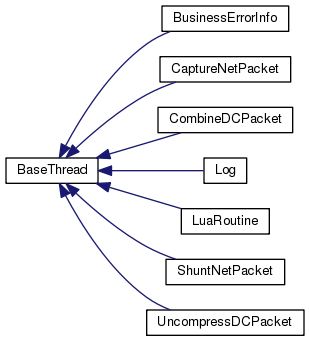 BusinessErrorInfo
CaptureNetPacket
CombineDCPacket
BaseThread
Log
LuaRoutine
ShuntNetPacket
UncompressDCPacket